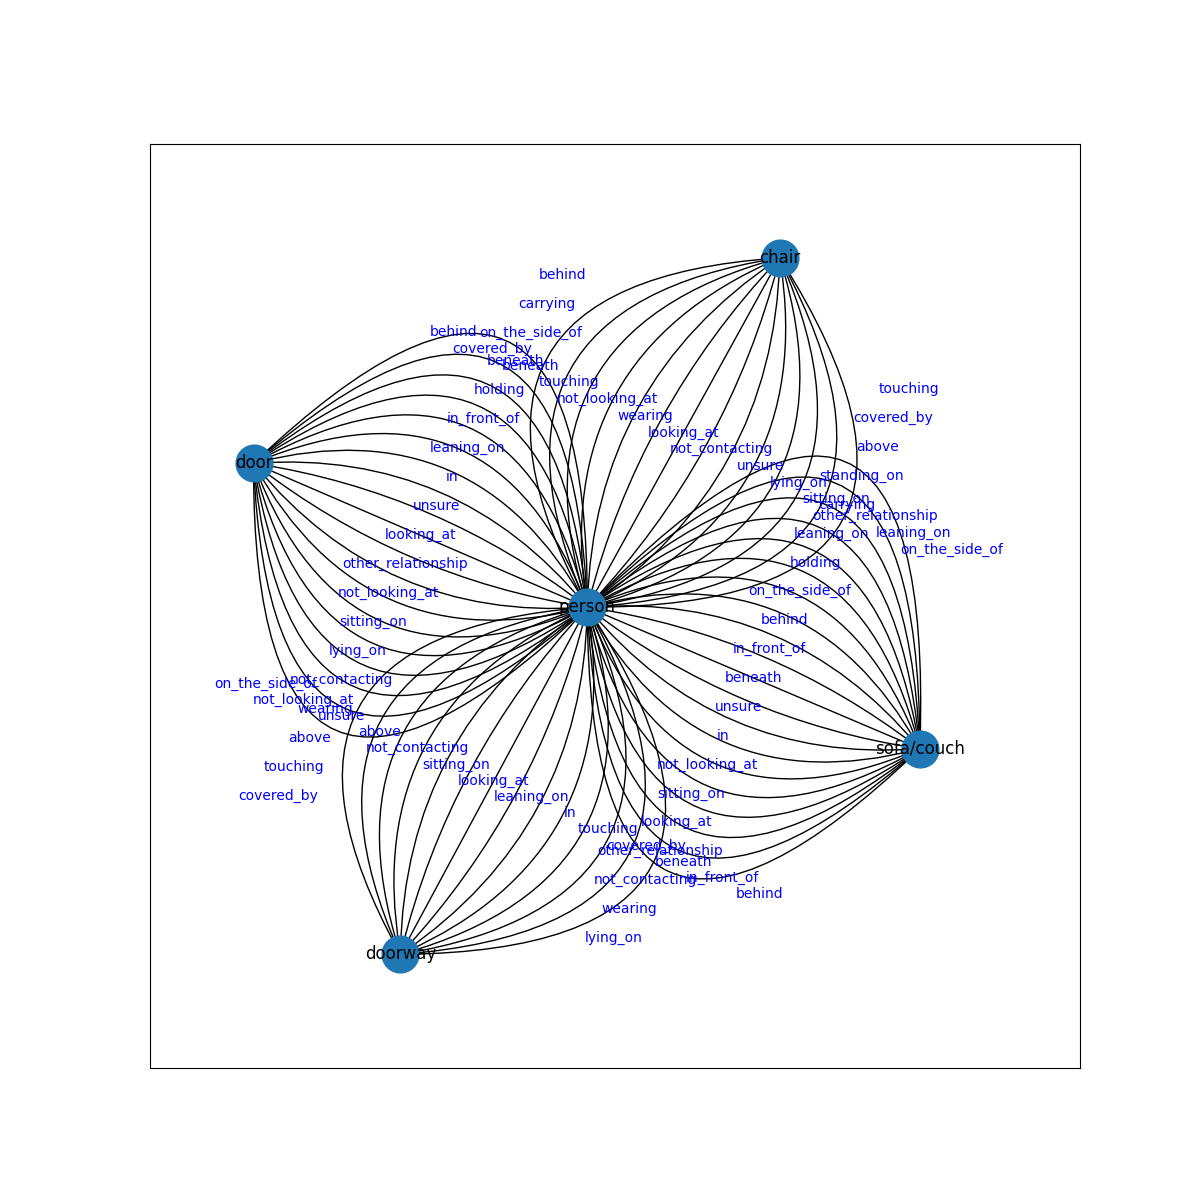 chair
behind
carrying
behind
on_the_side_of
covered_by
beneath
beneath
touching
holding
not_looking_at
touching
wearing
covered_by
in_front_of
looking_at
above
leaning_on
not_contacting
door
unsure
standing_on
in
lying_on
sitting_on
carrying
unsure
other_relationship
looking_at
leaning_on
leaning_on
on_the_side_of
other_relationship
holding
not_looking_at
on_the_side_of
person
sitting_on
behind
lying_on
in_front_of
not_contacting
beneath
on_the_side_of
not_looking_at
wearing
unsure
unsure
above
above
in
not_contacting
sofa/couch
touching
sitting_on
not_looking_at
looking_at
covered_by
leaning_on
sitting_on
in
looking_at
touching
covered_by
other_relationship
beneath
not_contacting
in_front_of
behind
wearing
lying_on
doorway